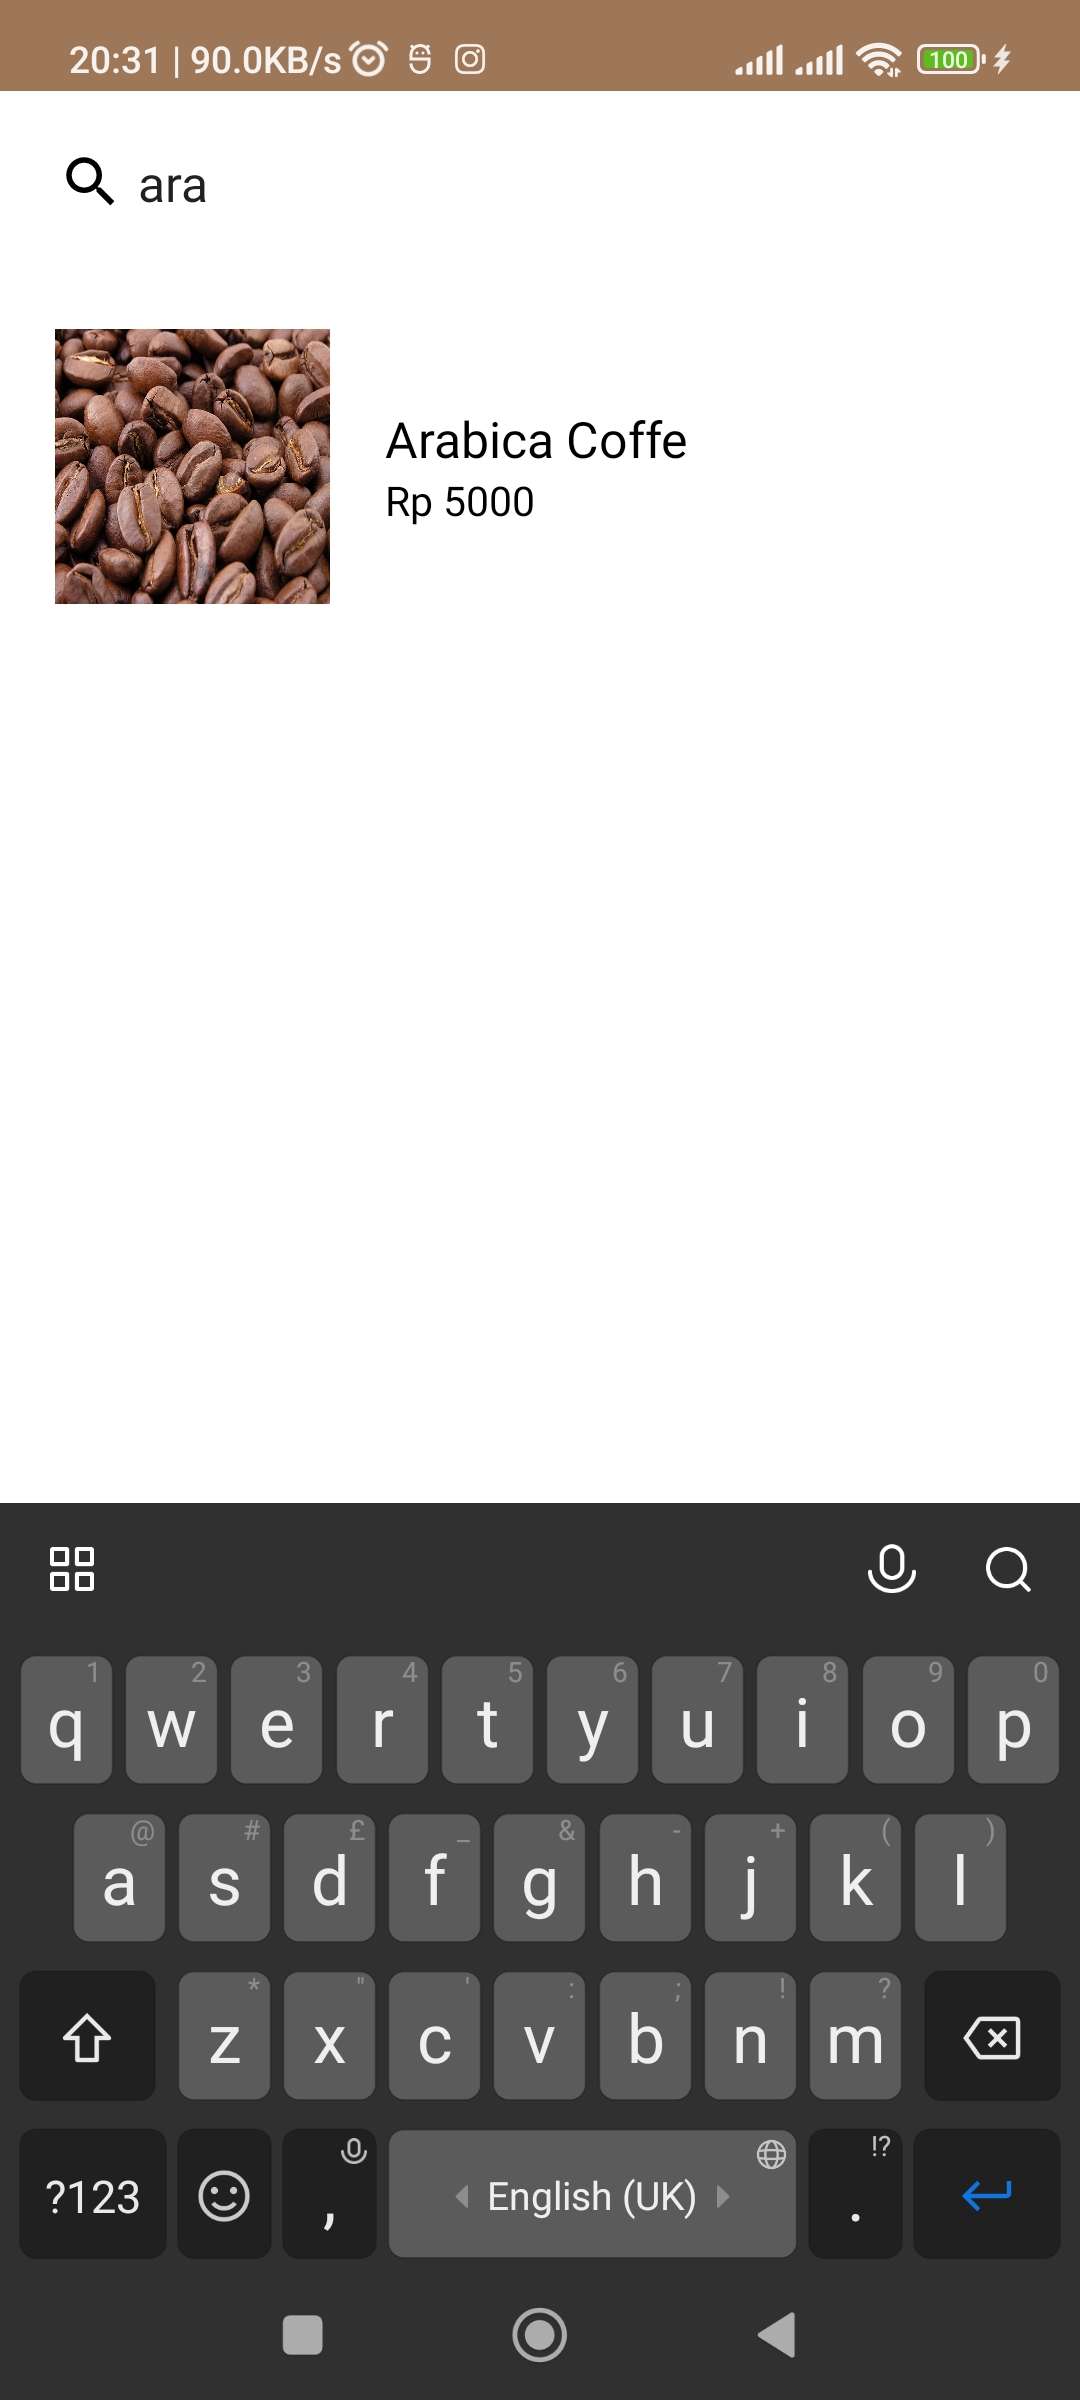 20:31 | 90.0KB/s
100
ara
Arabica Coffe
Rp 5000
1 2 3 4 5 6 7 8 9 0
q w e r t y u i o p
@ # £ _ & - + ( )
a s d f g h j k l
* " ' : ; ! ?
z x c v b n m
!?
?123 , English (UK) .